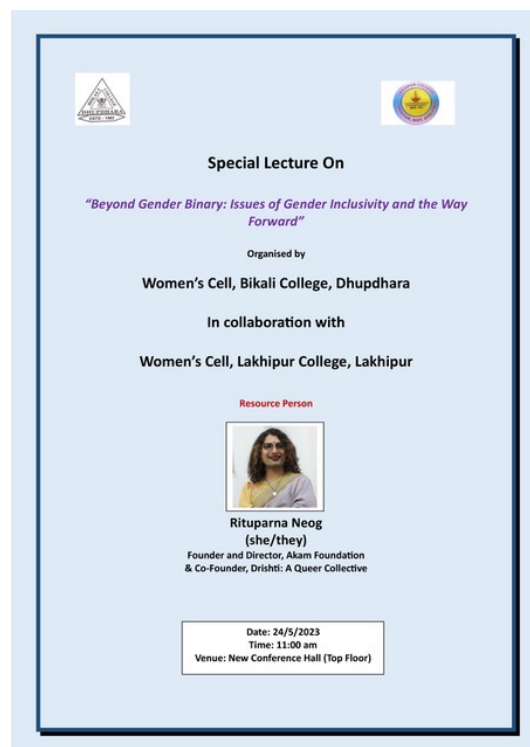 DHUPDHARA
Special Lecture On
“Beyond Gender Binary: Issues of Gender Inclusivity and the Way
Forward”
Organised by
Women’s Cell, Bikali College, Dhupdhara
In collaboration with
Women’s Cell, Lakhipur College, Lakhipur
Resource Person
Rituparna Neog
(she/they)
Founder and Director, Akam Foundation
& Co-Founder, Drishti: A Queer Collective
Date: 24/5/2023
Time: 11:00 am
Venue: New Conference Hall (Top Floor)